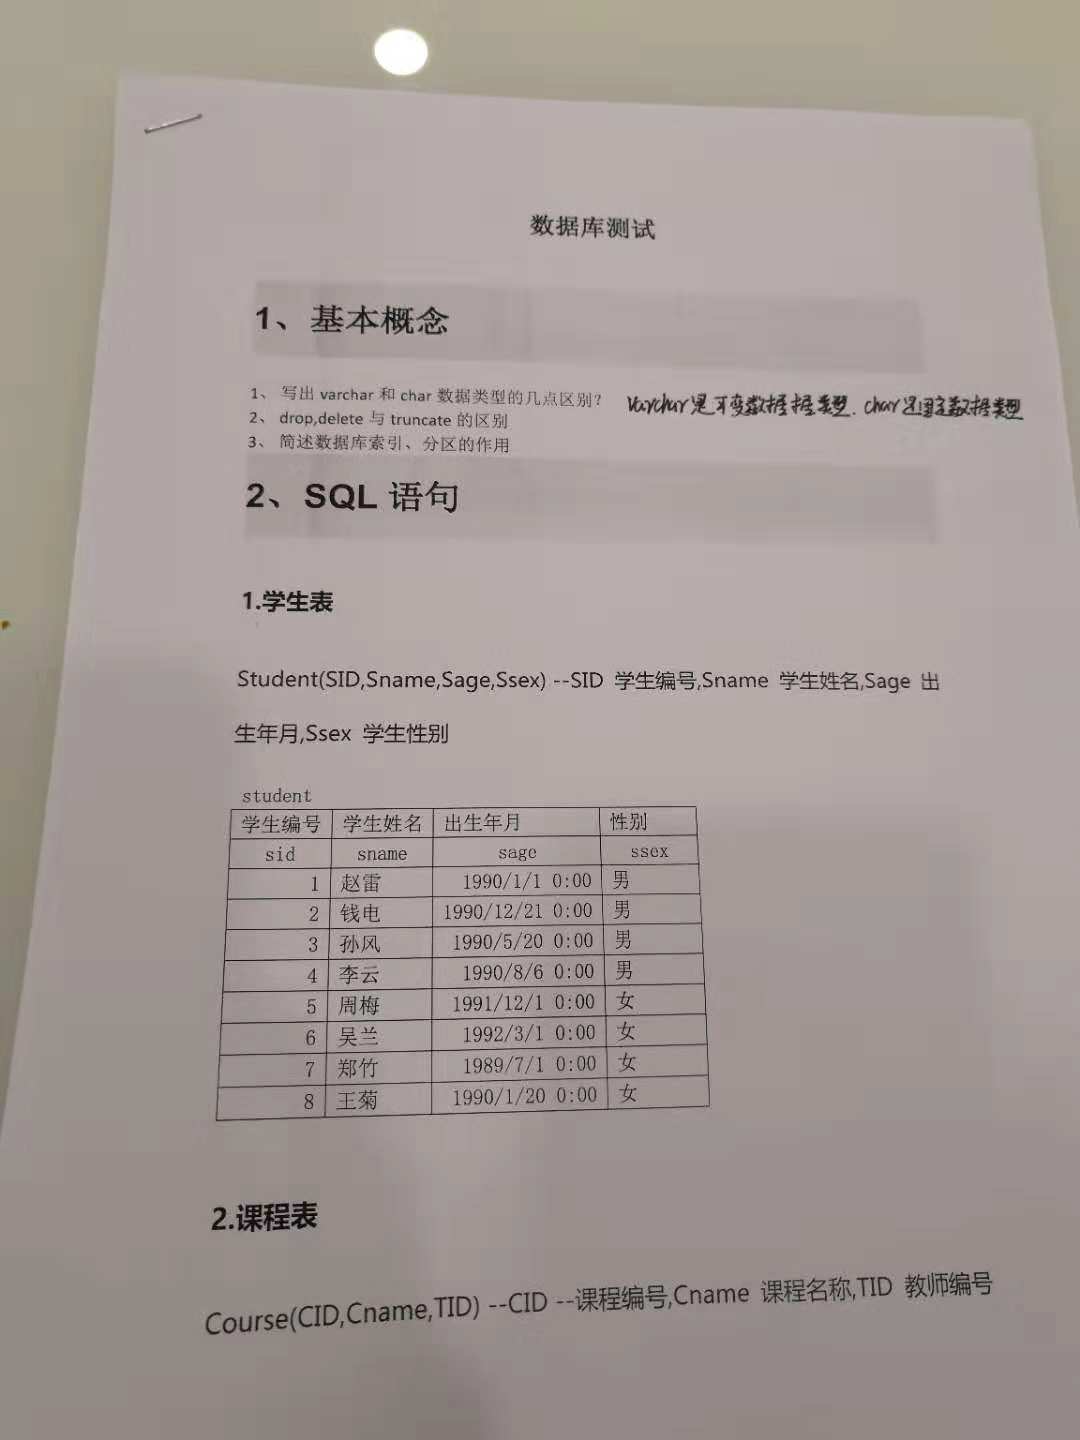 数据库测试
1、基本概念
1、 写出 varchar 和 char 数据类型的几点区别? varchar是可变数据据类型. char是固定数据类型
2、 drop,delete 与 truncate 的区别
3、 简述数据库索引、分区的作用
2、SQL 语句
1.学生表
Student(SID,Sname,Sage,Ssex) --SID 学生编号,Sname 学生姓名,Sage 出
生年月,Ssex 学生性别
student
学生编号 学生姓名 出生年月 性别
sid sname sage ssex
1 赵雷 1990/1/1 0:00 男
2 钱电 1990/12/21 0:00 男
3 孙风 1990/5/20 0:00 男
4 李云 1990/8/6 0:00 男
5 周梅 1991/12/1 0:00 女
6 吴兰 1992/3/1 0:00 女
7 郑竹 1989/7/1 0:00 女
8 王菊 1990/1/20 0:00 女
2.课程表
Course(CID,Cname,TID) --CID --课程编号,Cname 课程名称,TID 教师编号